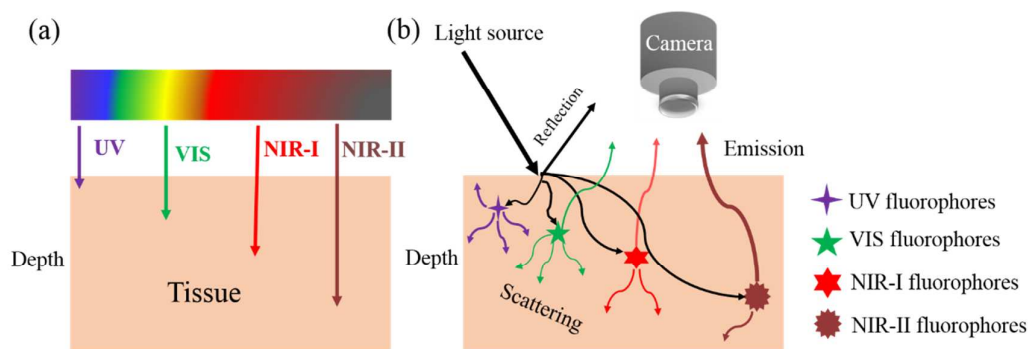 (a)
UV
VIS
NIR-I
NIR-II
Depth
Tissue
(b)
Light source
Camera
Reflection
Emission
Depth
Scattering
UV fluorophores
VIS fluorophores
NIR-I fluorophores
NIR-II fluorophores